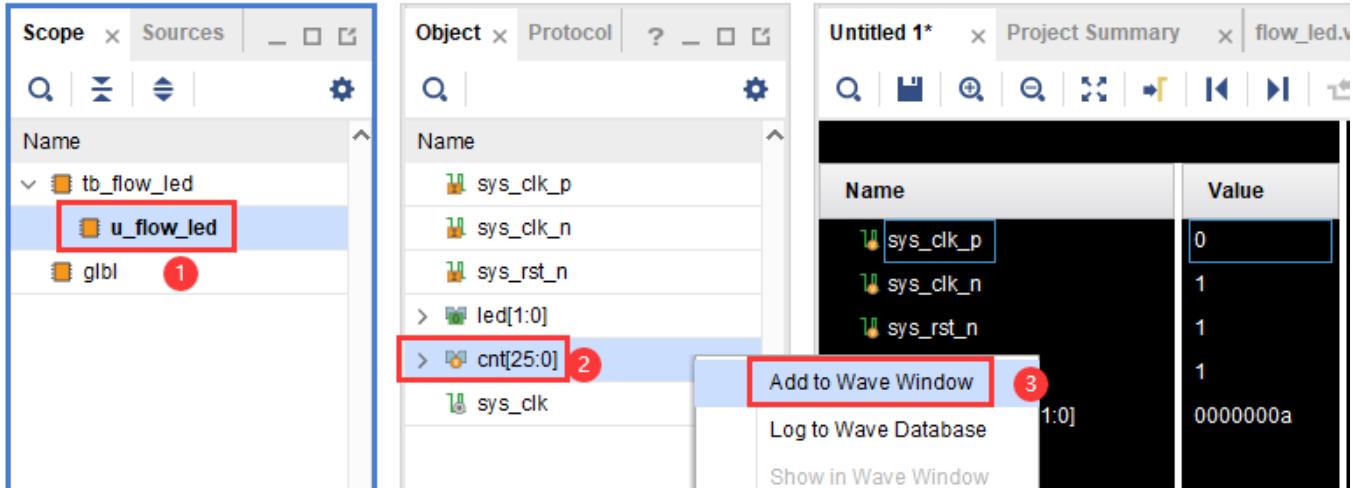 Scope Sources
Name
tb_flow_led
u_flow_led
glbl 1
Object Protocol ?
Name
sys_clk_p
sys_clk_n
sys_rst_n
led[1:0]
cnt[25:0] 2
sys_clk
Add to Wave Window 3
Log to Wave Database
Show in Wave Window
Untitled 1* Project Summary flow_led.v
Name Value
sys_clk_p 0
sys_clk_n 1
sys_rst_n 1
1
1:0] 0000000a